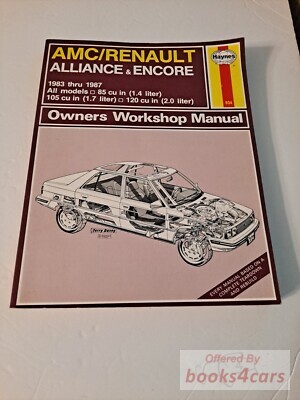 AMC/RENAULT
ALLIANCE & ENCORE
Haynes
1983 thru 1987
All models □ 85 cu in (1.4 liter)
105 cu in (1.7 liter) □ 120 cu in (2.0 liter)
Owners Workshop Manual
Terry Davey
EVERY MANUAL BASED ON A
COMPLETE TEARDOWN
AND REBUILD
Offered By
books4cars